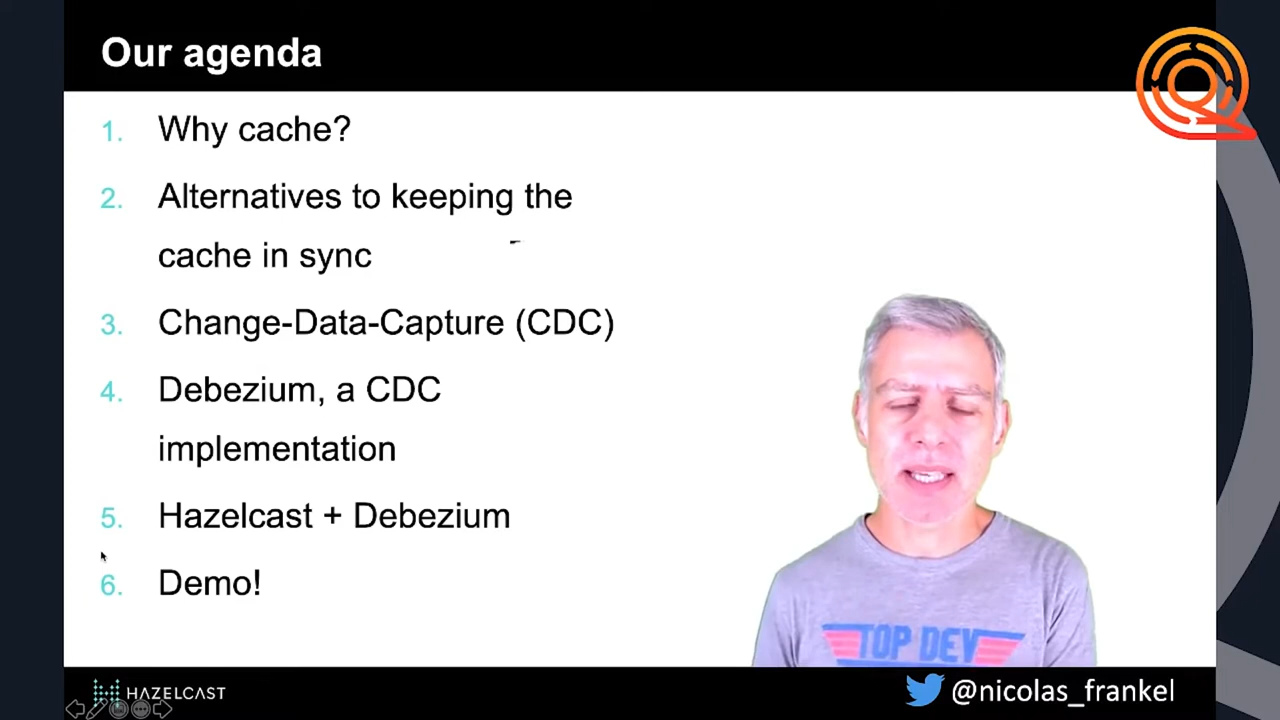 Our agenda
1. Why cache?
2. Alternatives to keeping the
cache in sync
3. Change-Data-Capture (CDC)
4. Debezium, a CDC
implementation
5. Hazelcast + Debezium
6. Demo!
TOP DEV
HAZELCAST
@nicolas_frankel